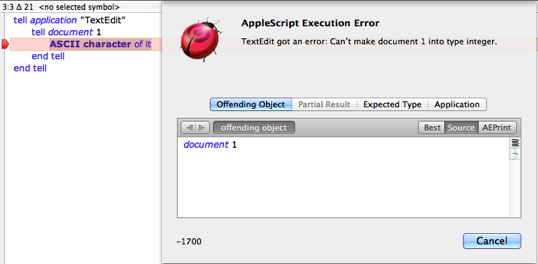 3:3 Δ 21 <no selected symbol>
tell application "TextEdit"
tell document 1
ASCII character of it
end tell
end tell
AppleScript Execution Error
TextEdit got an error: Can't make document 1 into type integer.
Offending Object Partial Result Expected Type Application
offending object Best Source AEPrint
document 1
-1700 Cancel